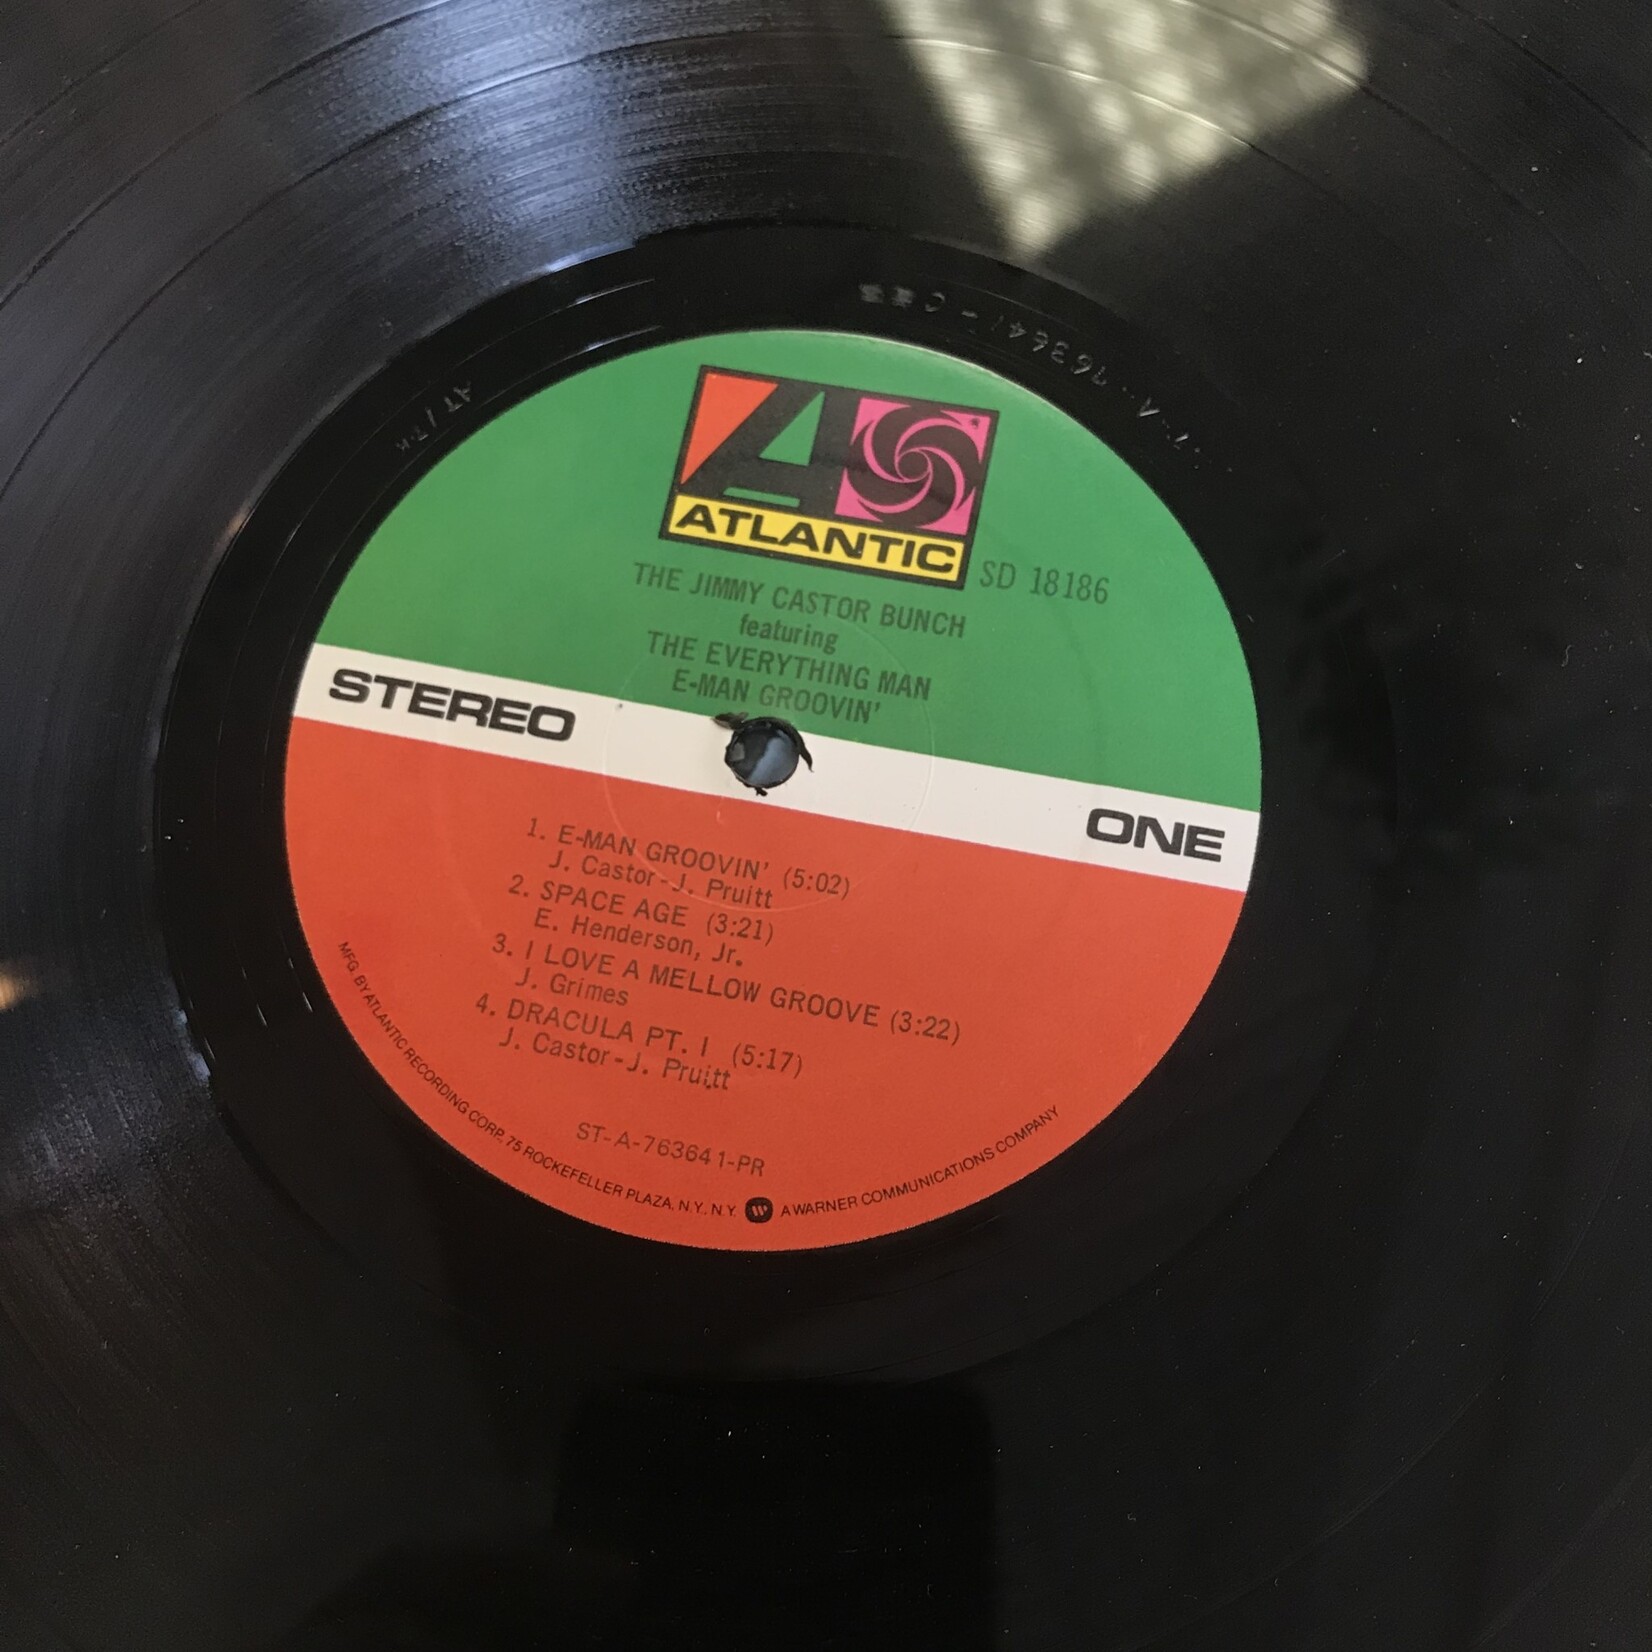 ATLANTIC
SD 18186
THE JIMMY CASTOR BUNCH
featuring
THE EVERYTHING MAN
E-MAN GROOVIN'
STEREO
ONE
1. E-MAN GROOVIN' (5:02)
J. Castor-J. Pruitt
2. SPACE AGE (3:21)
E. Henderson, Jr.
3. I LOVE A MELLOW GROOVE (3:22)
J. Grimes
4. DRACULA PT. I (5:17)
J. Castor-J. Pruitt
ST-A-763641-PR
MFG. BY ATLANTIC RECORDING CORP. 75 ROCKEFELLER PLAZA, N.Y., N.Y. W A WARNER COMMUNICATIONS COMPANY